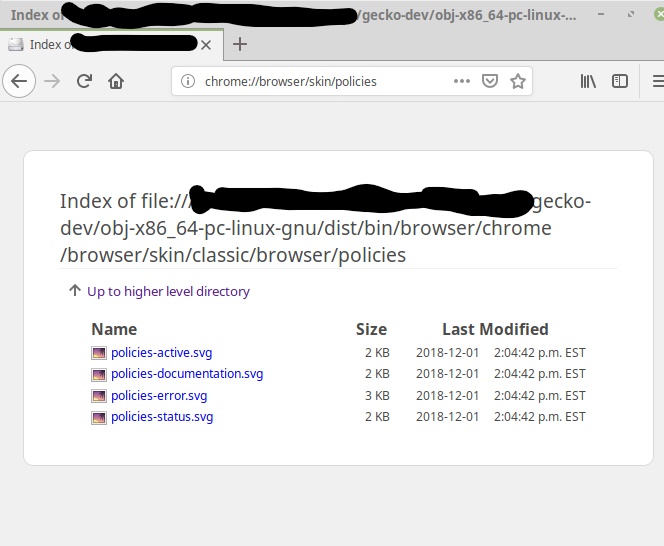 Index of /gecko-dev/obj-x86_64-pc-linux-...
Index of
chrome://browser/skin/policies
Index of file:// gecko-
dev/obj-x86_64-pc-linux-gnu/dist/bin/browser/chrome
/browser/skin/classic/browser/policies
Up to higher level directory
Name Size Last Modified
policies-active.svg 2 KB 2018-12-01 2:04:42 p.m. EST
policies-documentation.svg 2 KB 2018-12-01 2:04:42 p.m. EST
policies-error.svg 3 KB 2018-12-01 2:04:42 p.m. EST
policies-status.svg 2 KB 2018-12-01 2:04:42 p.m. EST